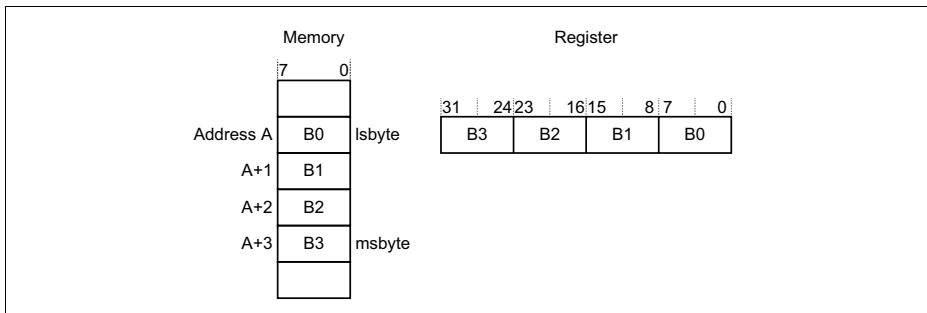 Memory
Register
7 0
31 24 23 16 15 8 7 0
Address A B0 lsbyte
B3 B2 B1 B0
A+1 B1
A+2 B2
A+3 B3 msbyte